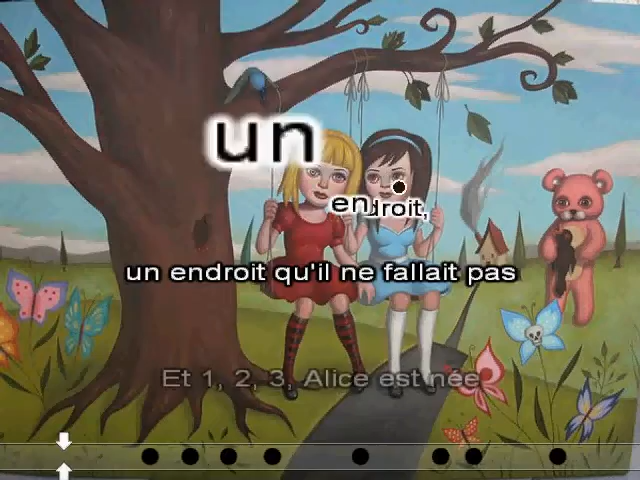 un
endroit,
un endroit qu'il ne fallait pas
Et 1, 2, 3, Alice est née